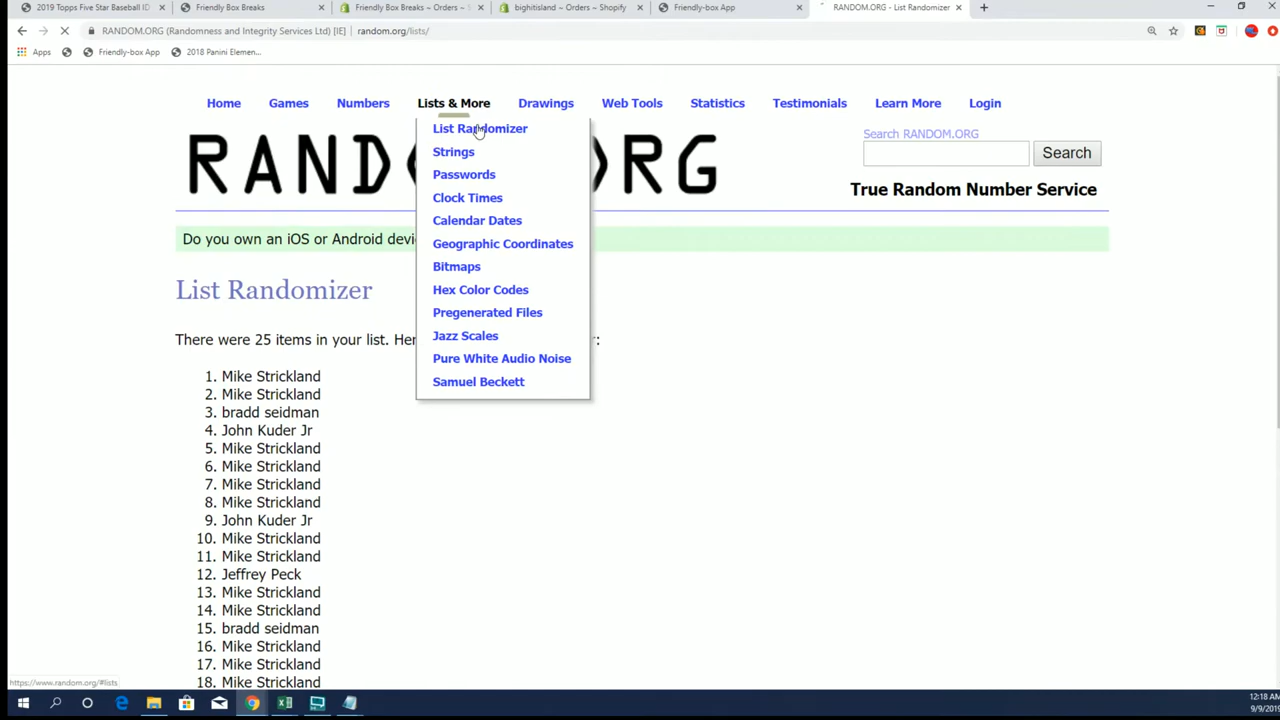 2019 Topps Five Star Baseball ID
Friendly Box Breaks
Friendly Box Breaks ~ Orders ~ S
bighitisland ~ Orders ~ Shopify
Friendly-box App
RANDOM.ORG - List Randomizer
RANDOM.ORG (Randomness and Integrity Services Ltd) [IE] | random.org/lists/
Apps
Friendly-box App
2018 Panini Elemen...
Home
Games
Numbers
Lists & More
Drawings
Web Tools
Statistics
Testimonials
Learn More
Login
List Randomizer
Strings
Passwords
Clock Times
Calendar Dates
Geographic Coordinates
Bitmaps
Hex Color Codes
Pregenerated Files
Jazz Scales
Pure White Audio Noise
Samuel Beckett
Search RANDOM.ORG
Search
True Random Number Service
Do you own an iOS or Android devi
List Randomizer
There were 25 items in your list. Her
1. Mike Strickland
2. Mike Strickland
3. bradd seidman
4. John Kuder Jr
5. Mike Strickland
6. Mike Strickland
7. Mike Strickland
8. Mike Strickland
9. John Kuder Jr
10. Mike Strickland
11. Mike Strickland
12. Jeffrey Peck
13. Mike Strickland
14. Mike Strickland
15. bradd seidman
16. Mike Strickland
17. Mike Strickland
18. Mike Strickland
https://www.random.org/#lists
12:18 AM
9/9/2019